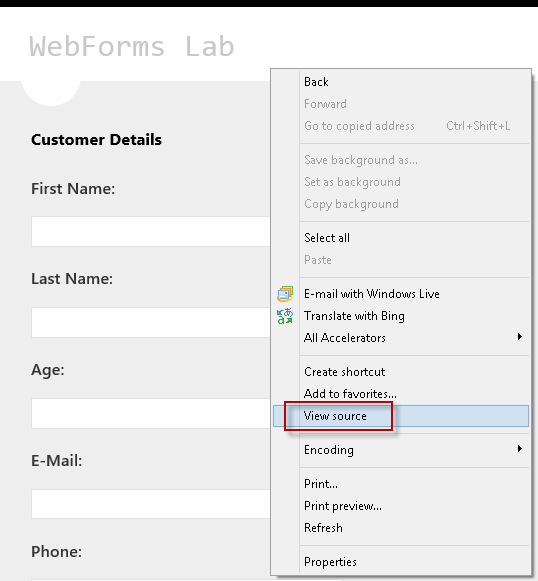 WebForms Lab
Customer Details
First Name:
Last Name:
Age:
E-Mail:
Phone:
Back
Forward
Go to copied address Ctrl+Shift+L
Save background as...
Set as background
Copy background
Select all
Paste
E-mail with Windows Live
Translate with Bing
All Accelerators
Create shortcut
Add to favorites...
View source
Encoding
Print...
Print preview...
Refresh
Properties